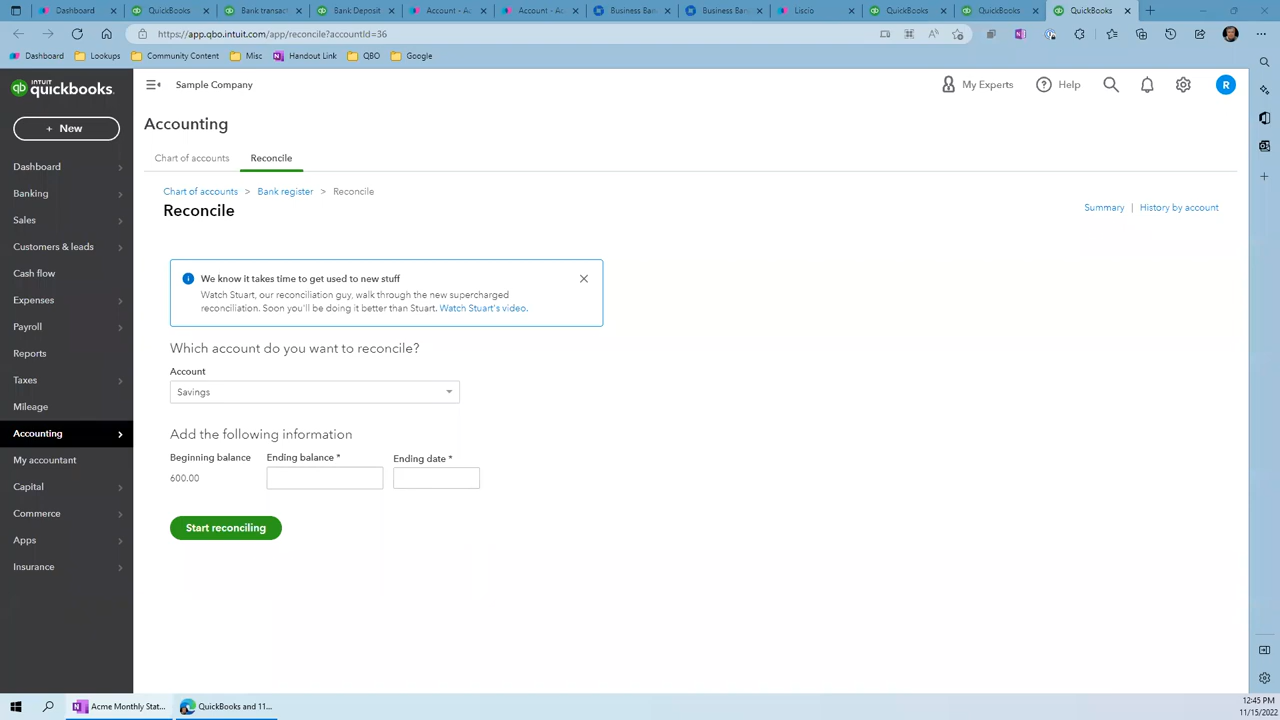 Dashboard
QuickBooks
Bank transact
Bank Deposit
Account - A
Account - A
Business Ban
Business Ban
Liscio
QuickBooks
QuickBooks
QuickBooks
https://app.qbo.intuit.com/app/reconcile?accountId=36
Dashboard
Lookups
Community Content
Misc
Handout Link
QBO
Google
INTUIT
quickbooks.
Sample Company
My Experts
Help
R
+ New
Dashboard
Banking
Sales
Customers & leads
Cash flow
Expenses
Payroll
Reports
Taxes
Mileage
Accounting
My accountant
Capital
Commerce
Apps
Insurance
Accounting
Chart of accounts
Reconcile
Chart of accounts > Bank register > Reconcile
Reconcile
Summary | History by account
We know it takes time to get used to new stuff
Watch Stuart, our reconciliation guy, walk through the new supercharged
reconciliation. Soon you'll be doing it better than Stuart. Watch Stuart's video.
Which account do you want to reconcile?
Account
Savings
Add the following information
Beginning balance
Ending balance *
Ending date *
600.00
Start reconciling
Acme Monthly Stat...
QuickBooks and 11...
12:45 PM
11/15/2022